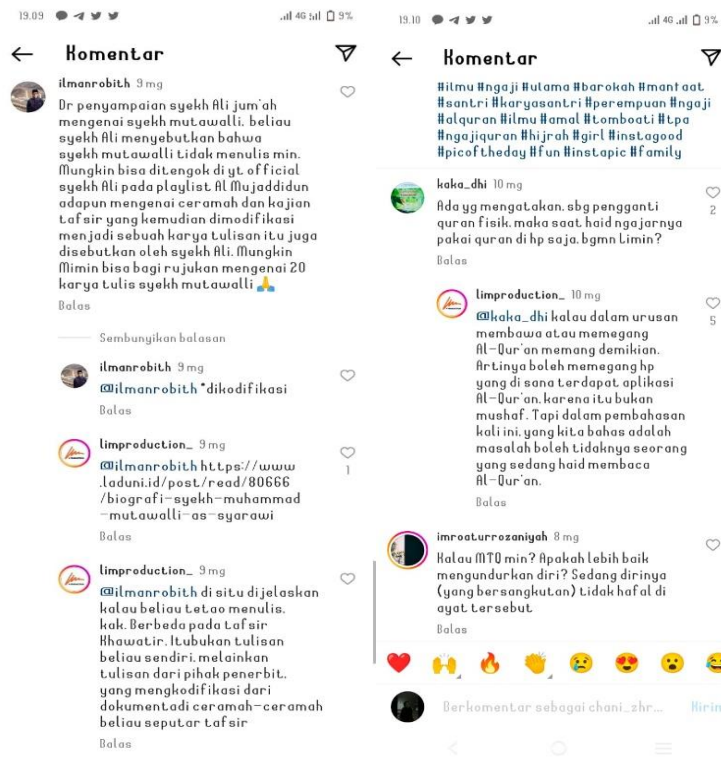 19.09
4G 9%
Komentar
ilmanrobith 9 mg
Dr penyampaian syekh Ali jum'ah
mengenai syekh mutawalli, beliau
syekh Ali menyebutkan bahwa
syekh mutawalli tidak menulis min.
Mungkin bisa ditengok di yt official
syekh Ali pada playlist Al Mujaddidun
adapun mengenai ceramah dan kajian
tafsir yang kemudian dimodifikasi
menjadi sebuah karya tulisan itu juga
disebutkan oleh syekh Ali. Mungkin
Mimin bisa bagi rujukan mengenai 20
karya tulis syekh mutawalli 🙏
Balas
Sembunyikan balasan
ilmanrobith 9 mg
@ilmanrobith *dikodifikasi
Balas
limproduction_ 9 mg
@ilmanrobith https://www
.laduni.id/post/read/80666
/biografi-syekh-muhammad
-mutawalli-as-syarawi
1
Balas
limproduction_ 9 mg
@ilmanrobith di situ dijelaskan
kalau beliau tetao menulis,
kak. Berbeda pada tafsir
Khawatir. Itubukan tulisan
beliau sendiri, melainkan
tulisan dari pihak penerbit,
yang mengkodifikasi dari
dokumentadi ceramah-ceramah
beliau seputar tafsir
Balas
19.10
4G 9%
Komentar
#ilmu #ngaji #ulama #barokah #manfaat
#santri #karyasantri #perempuan #ngaji
#alquran #ilmu #amal #tomboati #tpa
#ngajiquran #hijrah #girl #instagood
#picoftheday #fun #instapic #family
kaka_dhi 10 mg
Ada yg mengatakan, sbg pengganti
quran fisik, maka saat haid ngajarnya
pakai quran di hp saja, bgmn Limin?
2
Balas
limproduction_ 10 mg
@kaka_dhi kalau dalam urusan
membawa atau memegang
Al-Qur'an memang demikian.
Artinya boleh memegang hp
yang di sana terdapat aplikasi
Al-Qur'an, karena itu bukan
mushaf. Tapi dalam pembahasan
kali ini, yang kita bahas adalah
masalah boleh tidaknya seorang
yang sedang haid membaca
Al-Qur'an.
5
Balas
imroaturrozaniyah 8 mg
Kalau MTQ min? Apakah lebih baik
mengundurkan diri? Sedang dirinya
(yang bersangkutan) tidak hafal di
ayat tersebut
Balas
Berkomentar sebagai chani_zhr...
Kirim